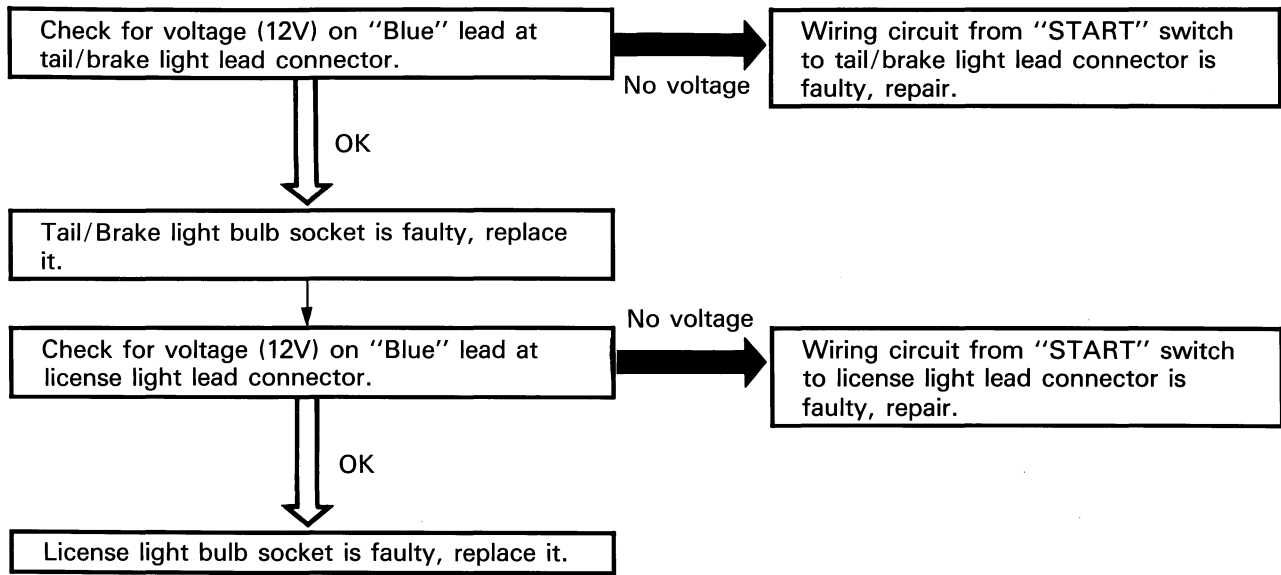 Check for voltage (12V) on “Blue” lead at
tail/brake light lead connector.
No voltage
Wiring circuit from “START” switch
to tail/brake light lead connector is
faulty, repair.
OK
Tail/Brake light bulb socket is faulty, replace
it.
Check for voltage (12V) on “Blue” lead at
license light lead connector.
No voltage
Wiring circuit from “START” switch
to license light lead connector is
faulty, repair.
OK
License light bulb socket is faulty, replace it.